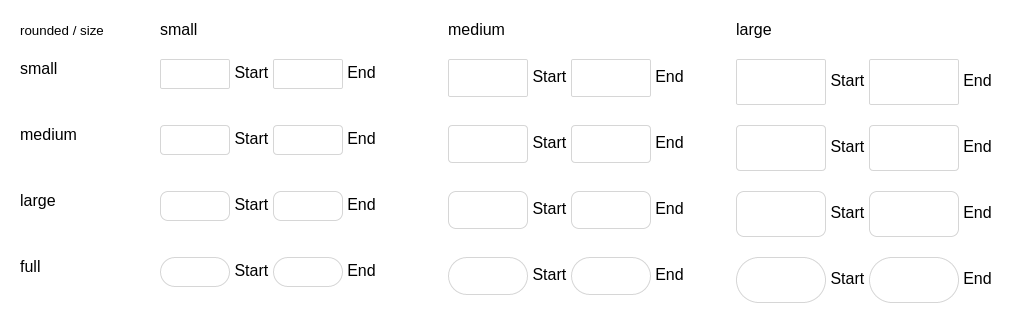 rounded / size small medium large
small Start End Start End Start End
medium Start End Start End Start End
large Start End Start End Start End
full Start End Start End Start End